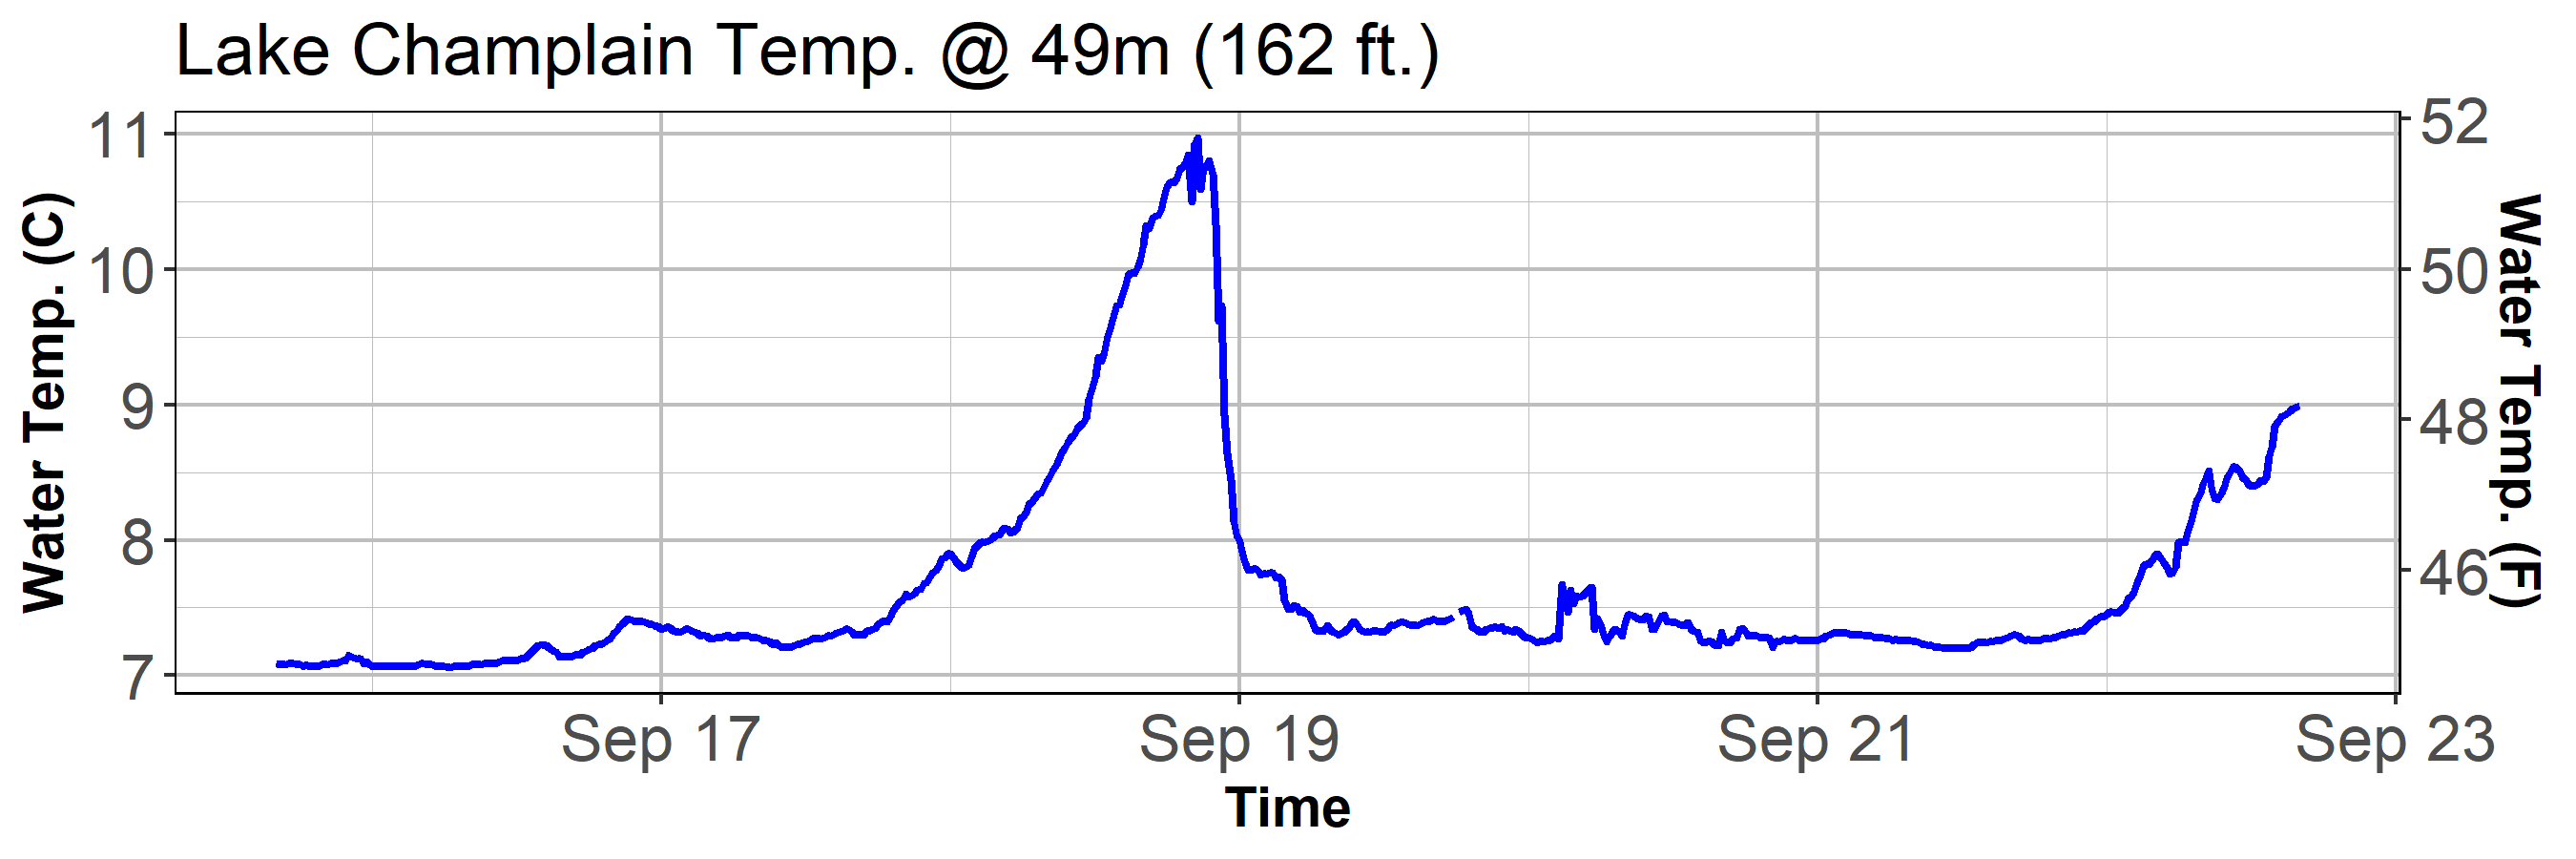 Lake Champlain Temp. @ 49m (162 ft.)
Water Temp. (C)
11
10
9
8
7
52
50
48
46
Water Temp. (F)
Sep 17
Sep 19
Sep 21
Sep 23
Time